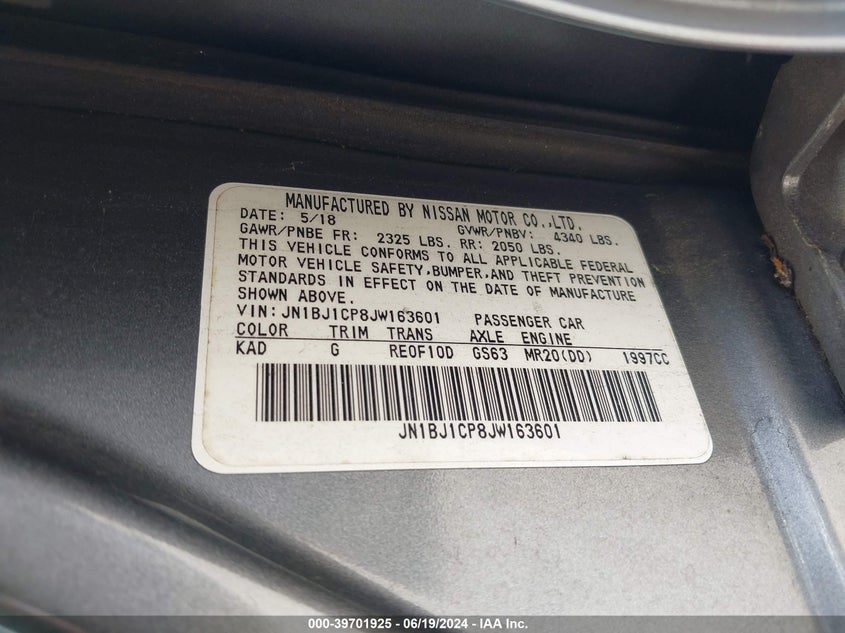 MANUFACTURED BY NISSAN MOTOR CO.,LTD.
DATE: 5/18 GVWR/PNBV: 4340 LBS.
GAWR/PNBE FR: 2325 LBS. RR: 2050 LBS.
THIS VEHICLE CONFORMS TO ALL APPLICABLE FEDERAL
MOTOR VEHICLE SAFETY,BUMPER,AND THEFT PREVENTION
STANDARDS IN EFFECT ON THE DATE OF MANUFACTURE
SHOWN ABOVE.
VIN:JN1BJ1CP8JW163601 PASSENGER CAR
COLOR TRIM TRANS AXLE ENGINE
KAD G RE0F10D GS63 MR20(DD) 1997CC
JN1BJ1CP8JW163601
000-39701925 - 06/19/2024 - IAA Inc.